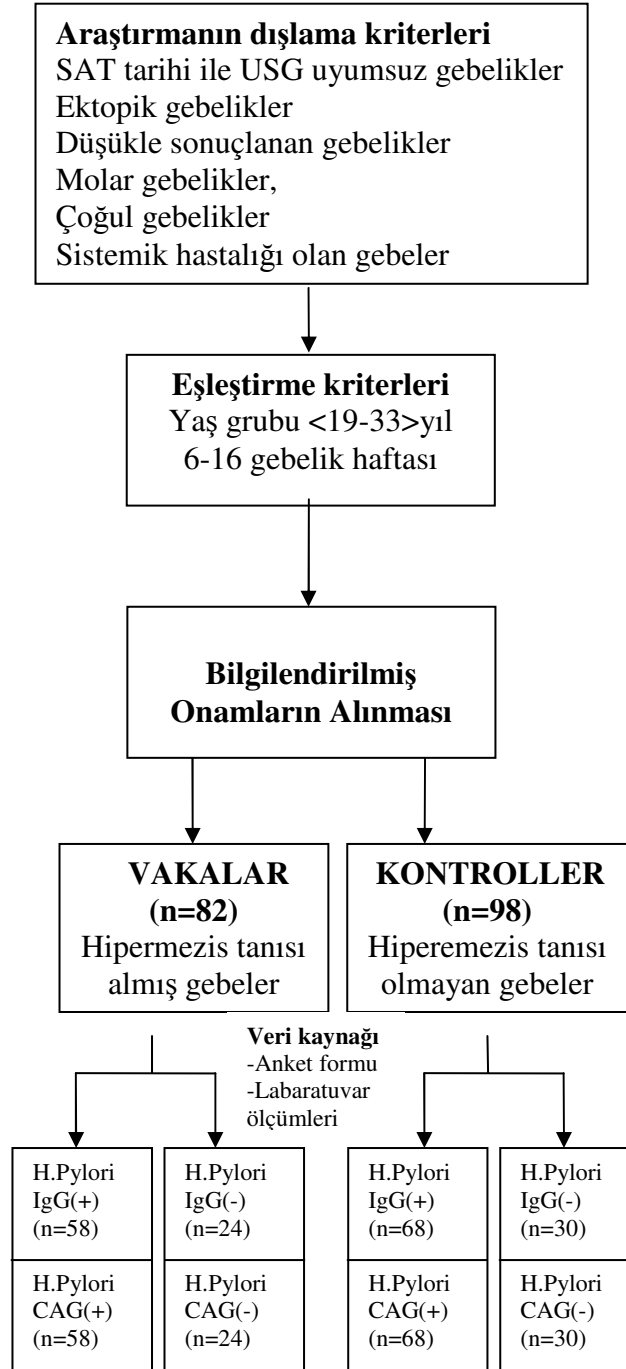 Araştırmanın dışlama kriterleri
SAT tarihi ile USG uyumsuz gebelikler
Ektopik gebelikler
Düşükle sonuçlanan gebelikler
Molar gebelikler,
Çoğul gebelikler
Sistemik hastalığı olan gebeler
Eşleştirme kriterleri
Yaş grubu <19-33>yıl
6-16 gebelik haftası
Bilgilendirilmiş
Onamların Alınması
VAKALAR
(n=82)
Hipermezis tanısı
almış gebeler
KONTROLLER
(n=98)
Hiperemezis tanısı
olmayan gebeler
Veri kaynağı
-Anket formu
-Labaratuvar
ölçümleri
H.Pylori
IgG(+)
(n=58)
H.Pylori
IgG(-)
(n=24)
H.Pylori
IgG(+)
(n=68)
H.Pylori
IgG(-)
(n=30)
H.Pylori
CAG(+)
(n=58)
H.Pylori
CAG(-)
(n=24)
H.Pylori
CAG(+)
(n=68)
H.Pylori
CAG(-)
(n=30)